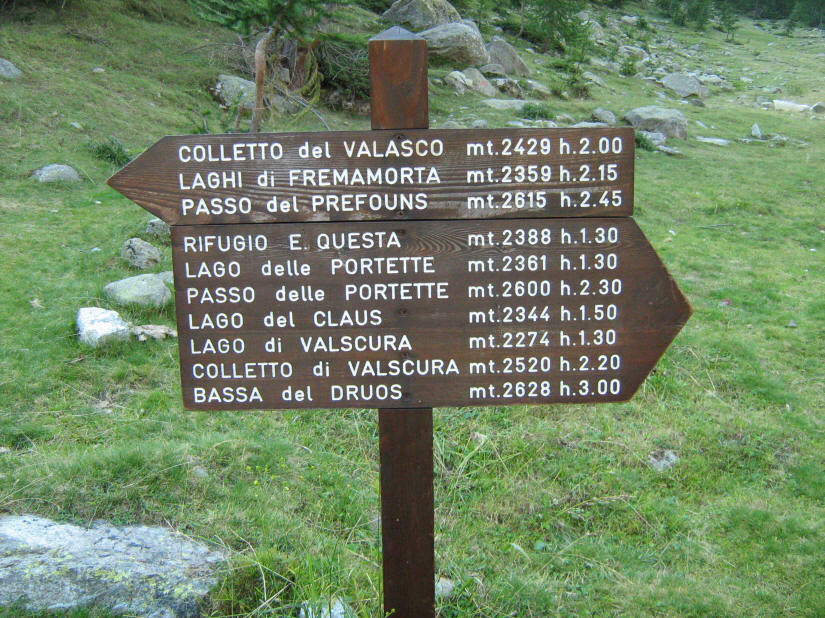 COLLETTO del VALASCO mt.2429 h.2.00
LAGHI di FREMAMORTA mt.2359 h.2.15
PASSO del PREFOUNS mt.2615 h.2.45
RIFUGIO E. QUESTA mt.2388 h.1.30
LAGO delle PORTETTE mt.2361 h.1.30
PASSO delle PORTETTE mt.2600 h.2.30
LAGO del CLAUS mt.2344 h.1.50
LAGO di VALSCURA mt.2274 h.1.30
COLLETTO di VALSCURA mt.2520 h.2.20
BASSA del DRUOS mt.2628 h.3.00